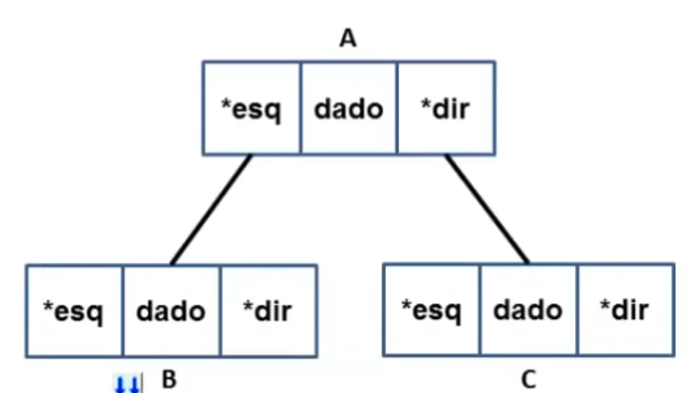 A
*esq dado *dir
*esq dado *dir *esq dado *dir
B C